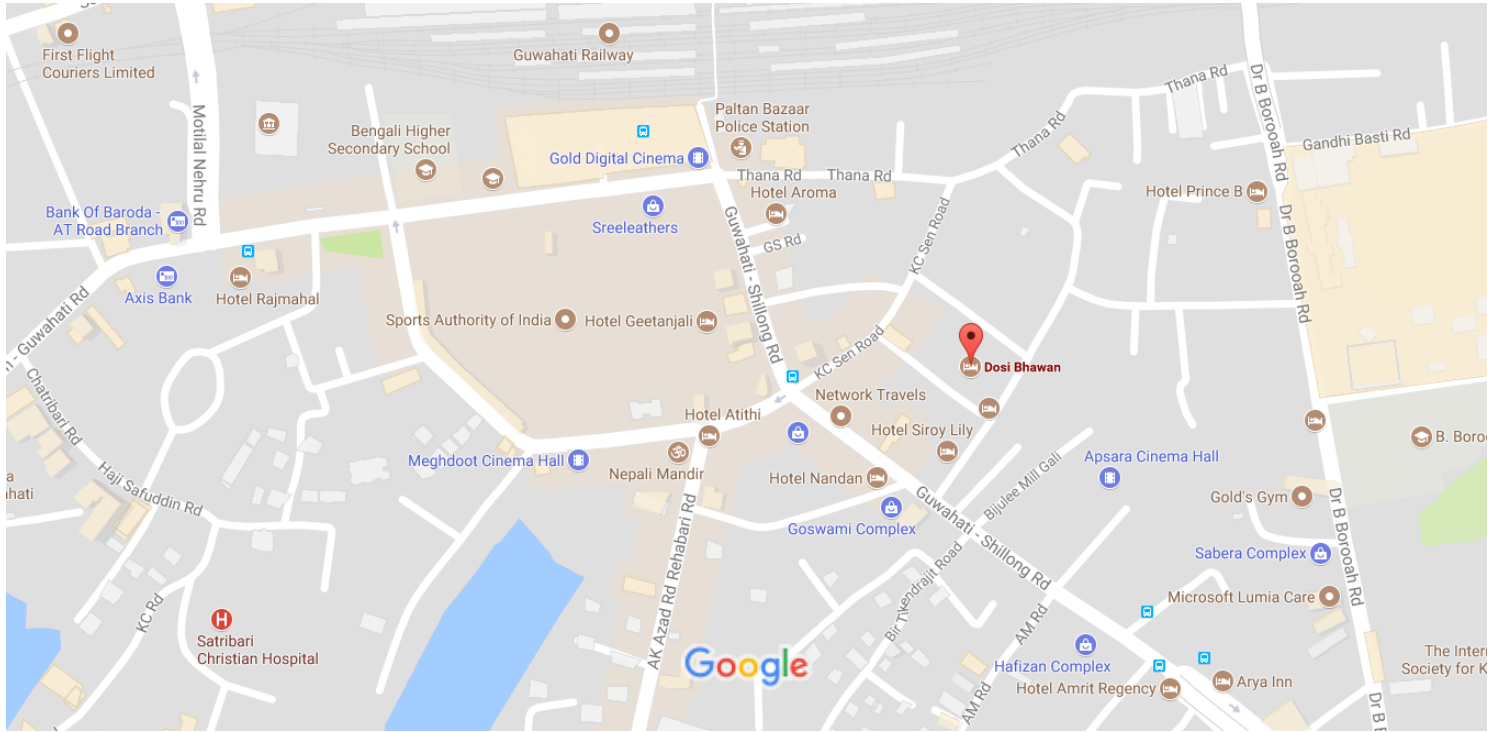 First Flight
Couriers Limited
Guwahati Railway
Motilal Nehru Rd
Bengali Higher
Secondary School
Gold Digital Cinema
Paltan Bazaar
Police Station
Thana Rd
Thana Rd
Thana Rd
Thana Rd
Dr B Borooah Rd
Gandhi Basti Rd
Bank Of Baroda -
AT Road Branch
Axis Bank
Hotel Rajmahal
Sreeleathers
Hotel Aroma
GS Rd
Guwahati - Shillong Rd
KC Sen Road
Hotel Prince B
Dr B Borooah Rd
Sports Authority of India
Hotel Geetanjali
KC Sen Road
Dosi Bhawan
- Guwahati Rd
Chatribari Rd
Hotel Atithi
Network Travels
Hotel Siroy Lily
Meghdoot Cinema Hall
Nepali Mandir
Hotel Nandan
Bijulee Mill Gali
Apsara Cinema Hall
B. Boroo
Hajj Safuddin Rd
Goswami Complex
Guwahati - Shillong Rd
Gold's Gym
Dr B Borooah Rd
Sabera Complex
KC Rd
Satribari
Christian Hospital
AK Azad Rd Rehabari Rd
Bir Tikendrajit Road
AM Rd
Microsoft Lumia Care
Google
Hafizan Complex
Hotel Amrit Regency
Arya Inn
AM Rd
The Intern
Society for K
Dr B B